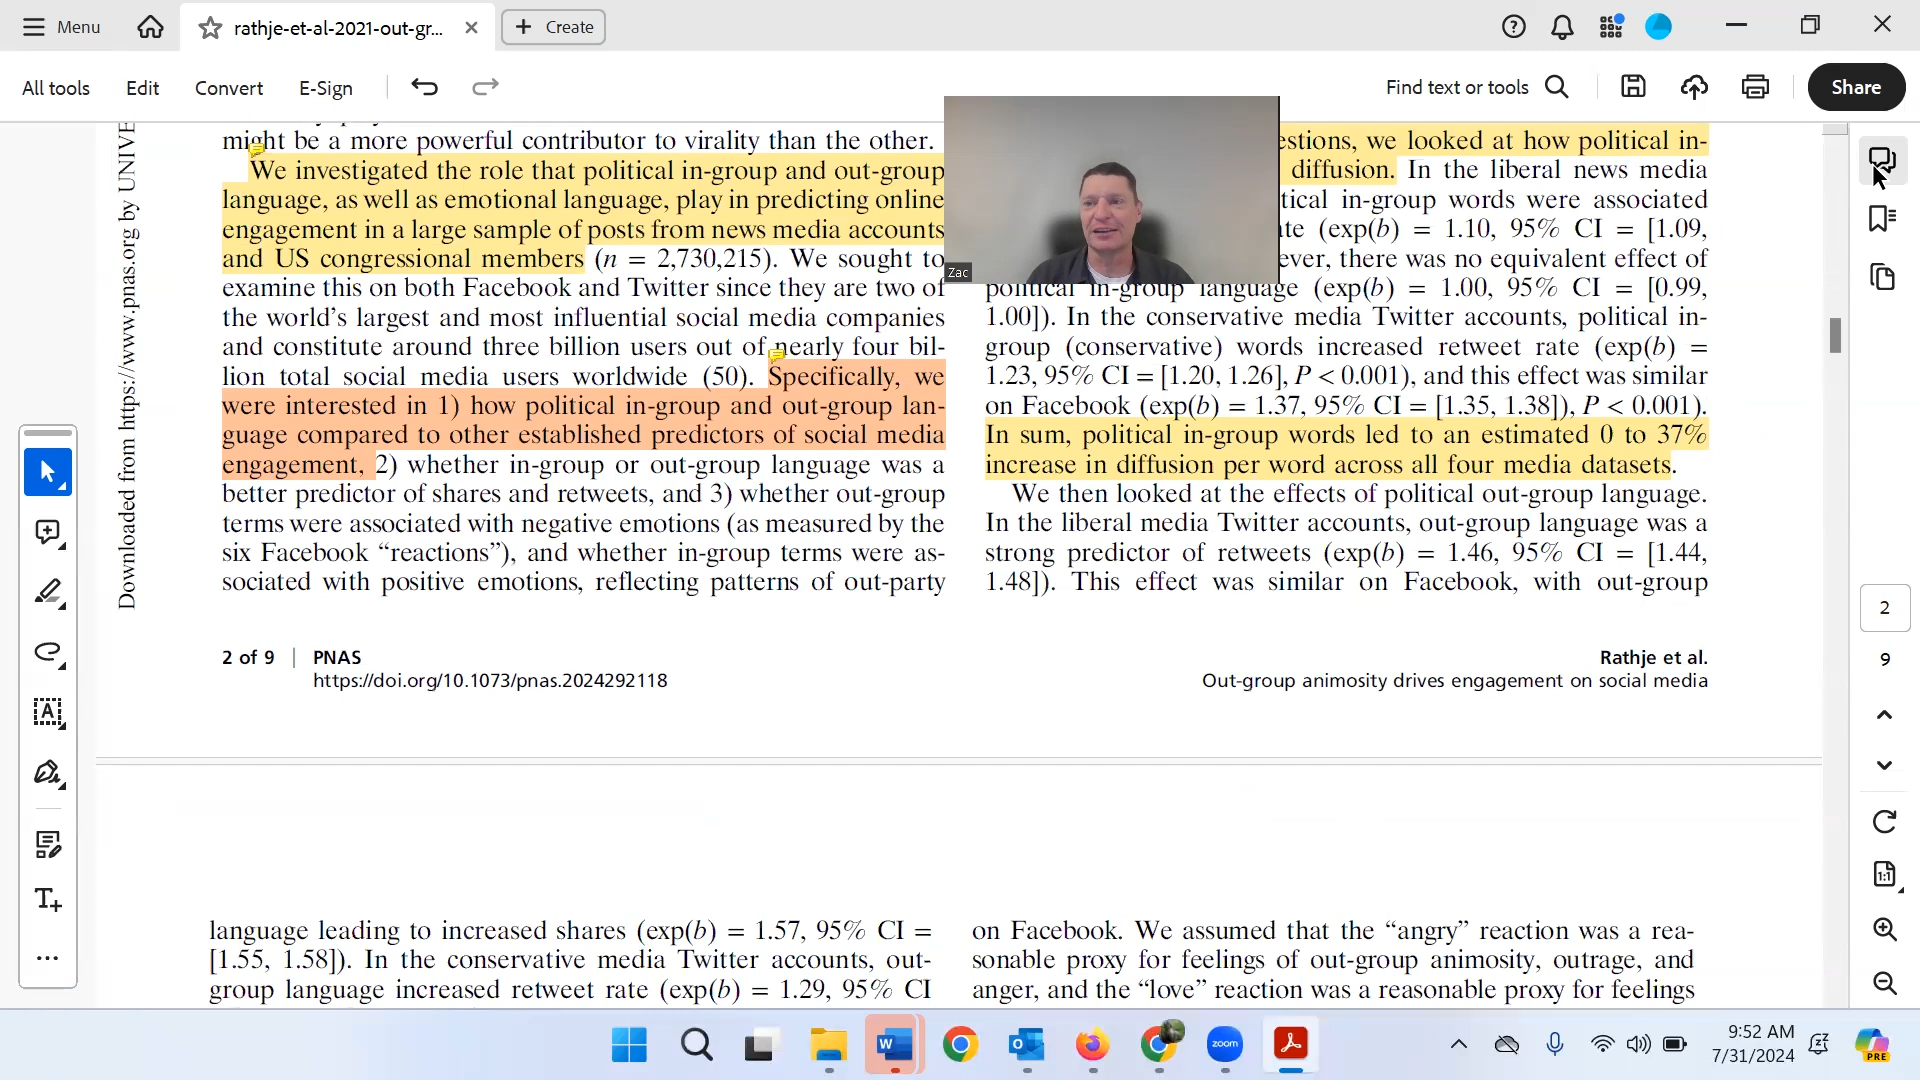 Menu
rathje-et-al-2021-out-gr...
Create
All tools
Edit
Convert
E-Sign
Find text or tools
Share
Downloaded from https://www.pnas.org by UNIVE
might be a more powerful contributor to virality than the other.
We investigated the role that political in-group and out-group
language, as well as emotional language, play in predicting online
engagement in a large sample of posts from news media accounts
and US congressional members (n = 2,730,215). We sought to
examine this on both Facebook and Twitter since they are two of
the world's largest and most influential social media companies
and constitute around three billion users out of nearly four bil-
lion total social media users worldwide (50). Specifically, we
were interested in 1) how political in-group and out-group lan-
guage compared to other established predictors of social media
engagement, 2) whether in-group or out-group language was a
better predictor of shares and retweets, and 3) whether out-group
terms were associated with negative emotions (as measured by the
six Facebook “reactions”), and whether in-group terms were as-
sociated with positive emotions, reflecting patterns of out-party
Zac
estions, we looked at how political in-
diffusion. In the liberal news media
tical in-group words were associated
te (exp(b) = 1.10, 95% CI = [1.09,
ever, there was no equivalent effect of
political in-group language (exp(b) = 1.00, 95% CI = [0.99,
1.00]). In the conservative media Twitter accounts, political in-
group (conservative) words increased retweet rate (exp(b) =
1.23, 95% CI = [1.20, 1.26], P < 0.001), and this effect was similar
on Facebook (exp(b) = 1.37, 95% CI = [1.35, 1.38]), P < 0.001).
In sum, political in-group words led to an estimated 0 to 37%
increase in diffusion per word across all four media datasets.
We then looked at the effects of political out-group language.
In the liberal media Twitter accounts, out-group language was a
strong predictor of retweets (exp(b) = 1.46, 95% CI = [1.44,
1.48]). This effect was similar on Facebook, with out-group
2 of 9 | PNAS
https://doi.org/10.1073/pnas.2024292118
Rathje et al.
Out-group animosity drives engagement on social media
language leading to increased shares (exp(b) = 1.57, 95% CI =
[1.55, 1.58]). In the conservative media Twitter accounts, out-
group language increased retweet rate (exp(b) = 1.29, 95% CI
on Facebook. We assumed that the “angry” reaction was a rea-
sonable proxy for feelings of out-group animosity, outrage, and
anger, and the “love” reaction was a reasonable proxy for feelings
2
9
1:1
zoom
9:52 AM
7/31/2024
PRE